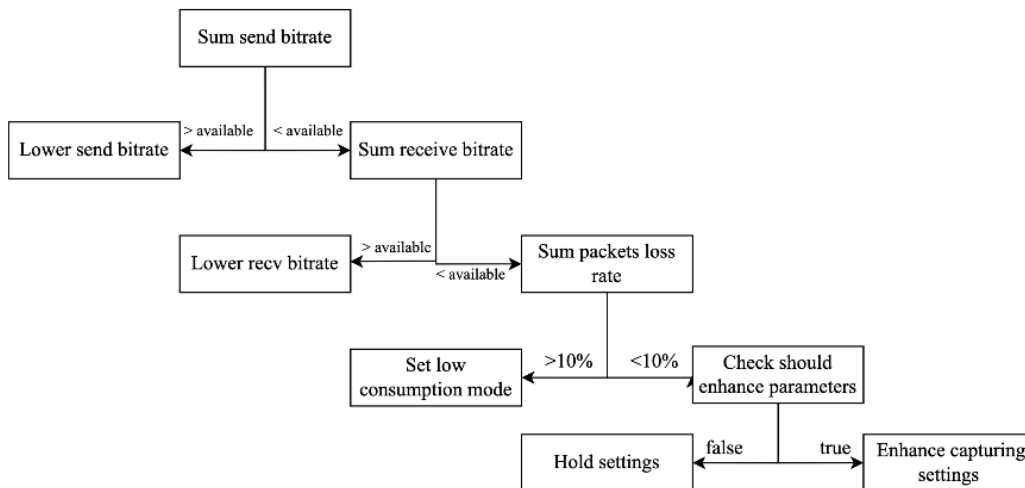 Sum send bitrate
> available
< available
Lower send bitrate
Sum receive bitrate
> available
< available
Lower recv bitrate
Sum packets loss
rate
>10%
<10%
Set low
consumption mode
Check should
enhance parameters
false
true
Hold settings
Enhance capturing
settings